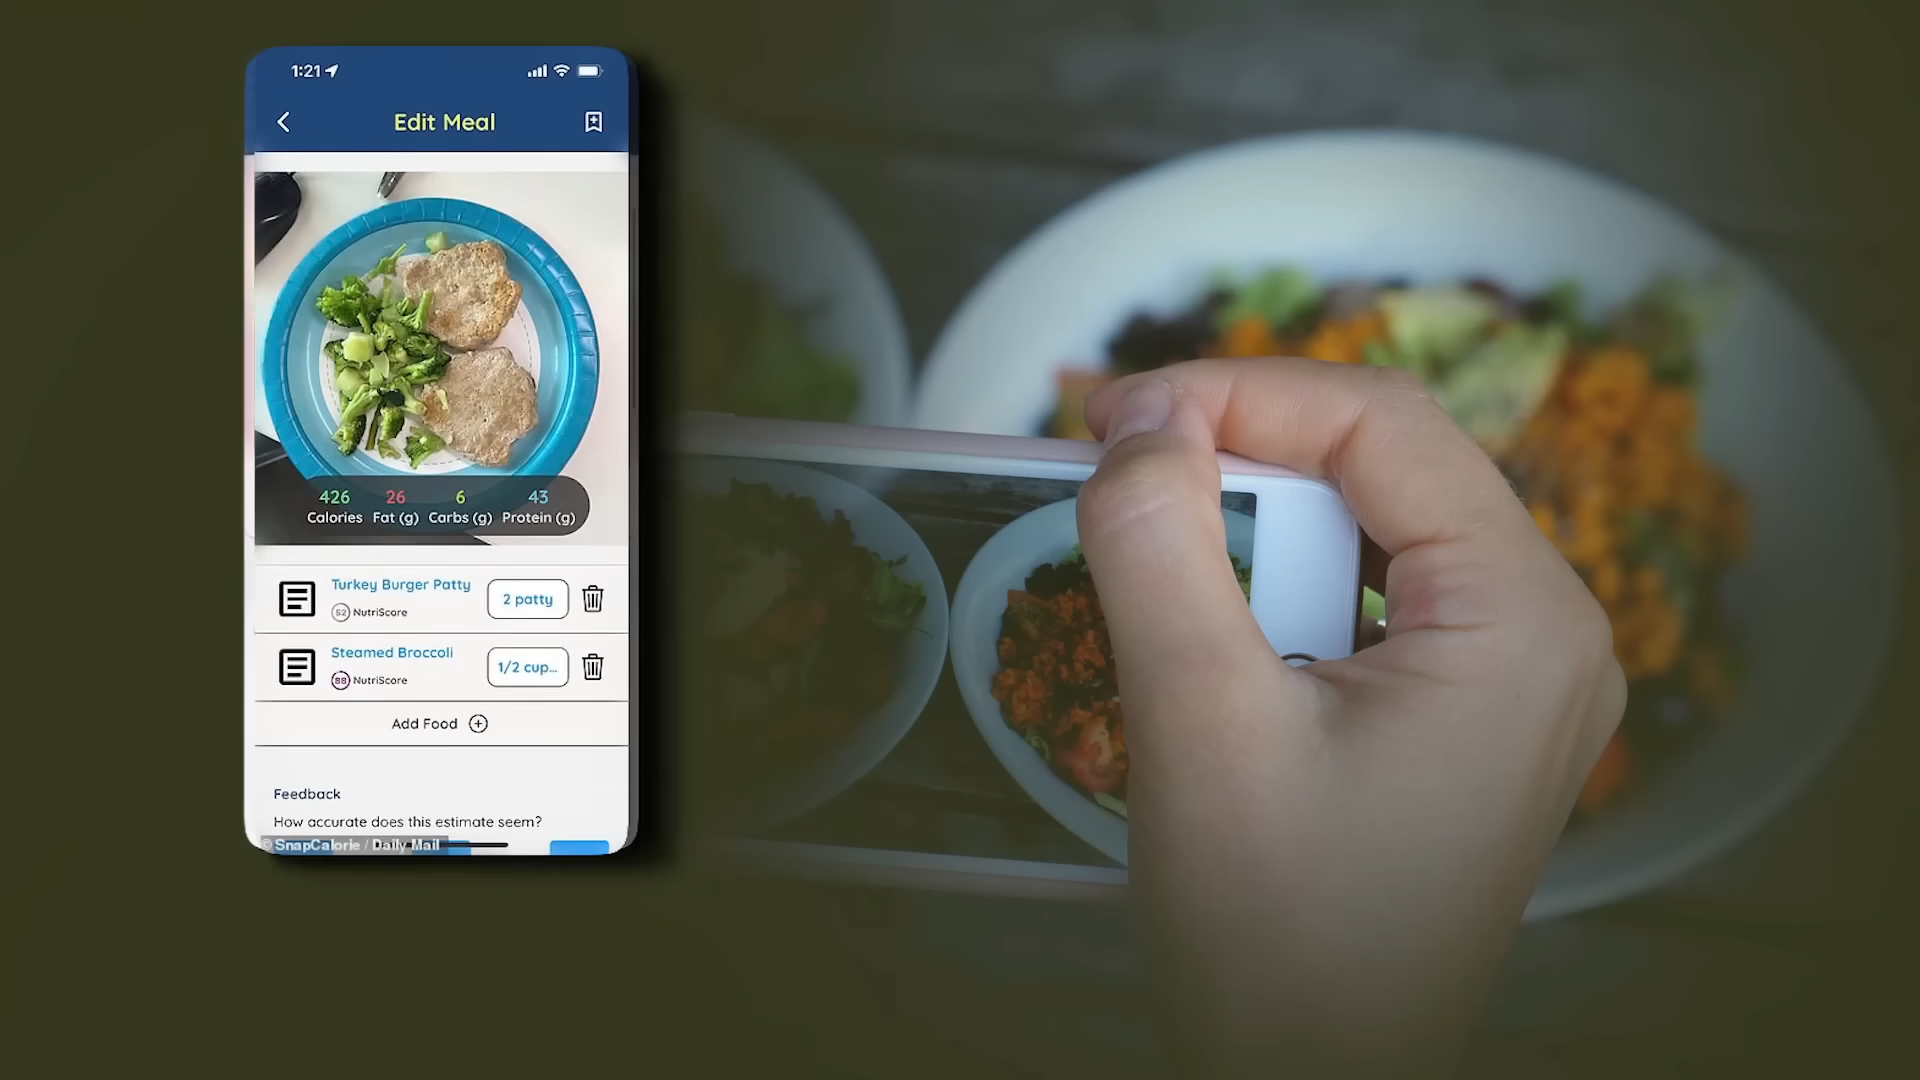 1:21
Edit Meal
426 26 6 43
Calories Fat (g) Carbs (g) Protein (g)
Turkey Burger Patty
2 patty
52 NutriScore
Steamed Broccoli
1/2 cup...
88 NutriScore
Add Food
Feedback
How accurate does this estimate seem?
© SnapCalorie / Daily Mail